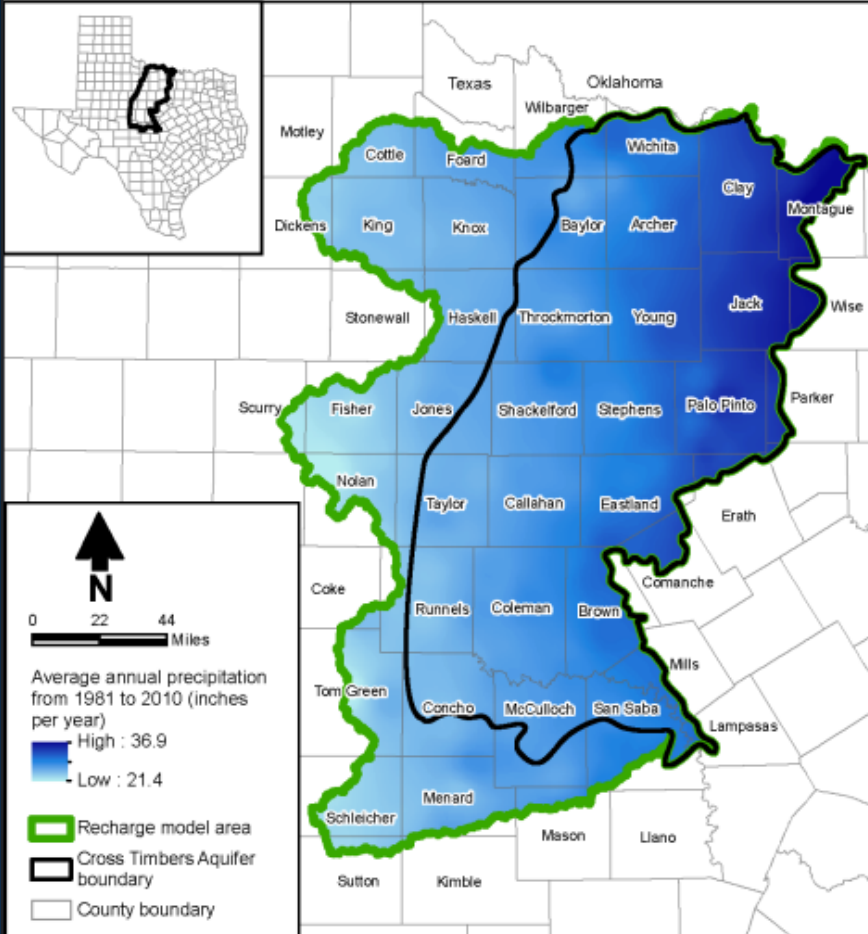 Texas
Oklahoma
Wilbarger
Motley
Cottle
Foard
Wichita
Clay
Montague
Dickens
King
Knox
Baylor
Archer
Stonewall
Haskell
Throckmorton
Young
Jack
Wise
Scurry
Fisher
Jones
Shackelford
Stephens
Palo Pinto
Parker
Nolan
Taylor
Callahan
Eastland
Erath
Coke
Runnels
Coleman
Brown
Comanche
Mills
Tom Green
Concho
McCulloch
San Saba
Lampasas
Schleicher
Menard
Mason
Llano
Sutton
Kimble
N
0 22 44
Miles
Average annual precipitation
from 1981 to 2010 (inches
per year)
High : 36.9
Low : 21.4
Recharge model area
Cross Timbers Aquifer
boundary
County boundary